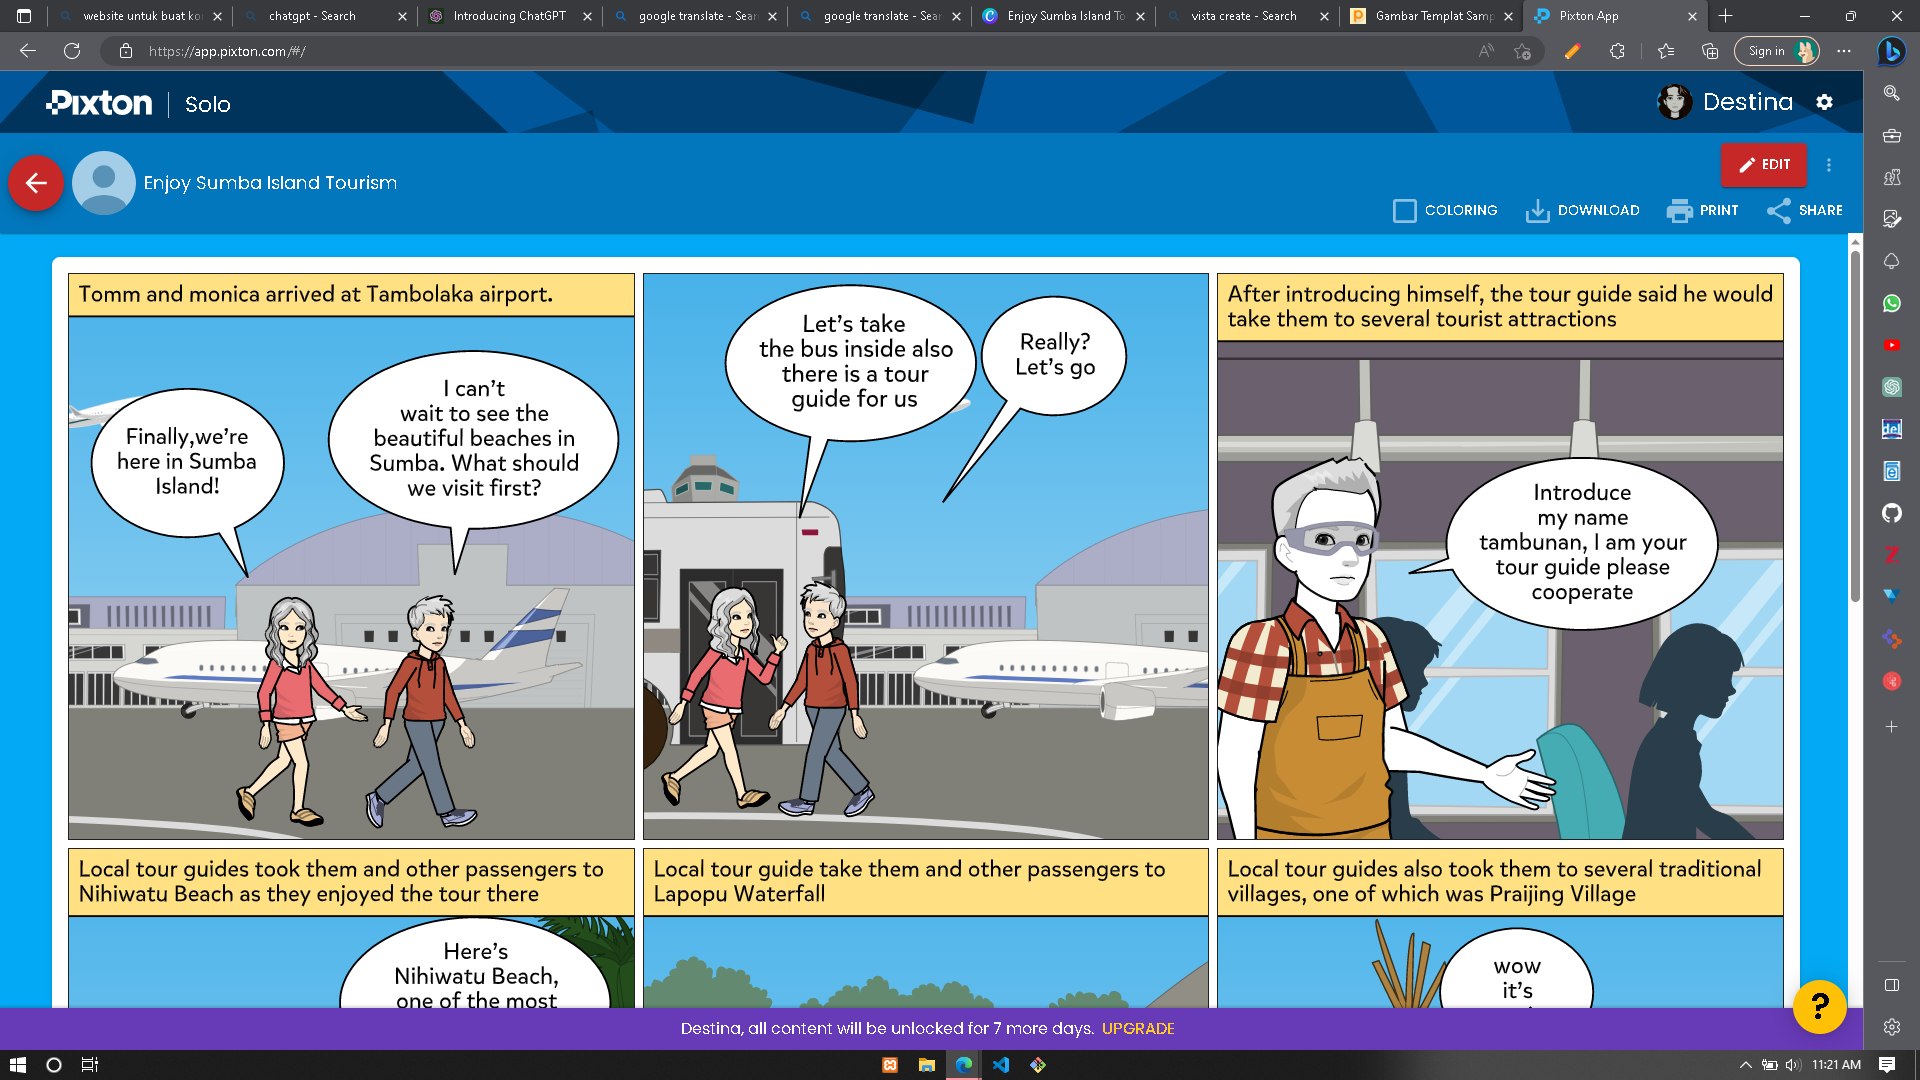 website untuk buat ko
chatgpt - Search
Introducing ChatGPT
google translate - Sear
google translate - Sear
Enjoy Sumba Island To
vista create - Search
Gambar Templat Samp
Pixton App
https://app.pixton.com/#/
Sign in
Pixton
Solo
Destina
Enjoy Sumba Island Tourism
EDIT
COLORING
DOWNLOAD
PRINT
SHARE
Tomm and monica arrived at Tambolaka airport.
Finally,we're
here in Sumba
Island!
I can't
wait to see the
beautiful beaches in
Sumba. What should
we visit first?
Let's take
the bus inside also
there is a tour
guide for us
Really?
Let's go
After introducing himself, the tour guide said he would
take them to several tourist attractions
Introduce
my name
tambunan, I am your
tour guide please
cooperate
Local tour guides took them and other passengers to
Nihiwatu Beach as they enjoyed the tour there
Here's
Nihiwatu Beach,
one of the most
Local tour guide take them and other passengers to
Lapopu Waterfall
Local tour guides also took them to several traditional
villages, one of which was Praijing Village
wow
it's
?
Destina, all content will be unlocked for 7 more days. UPGRADE
11:21 AM